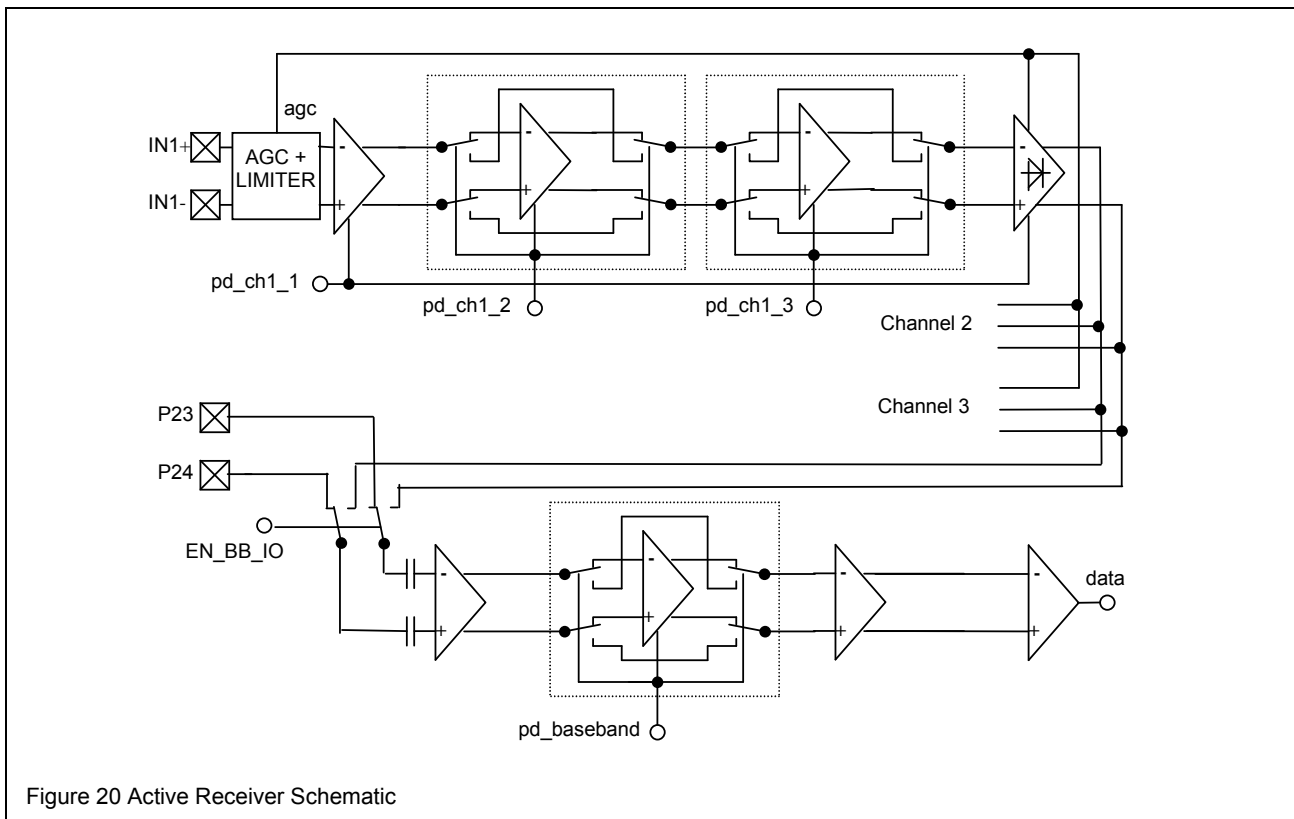 agc
IN1+
AGC +
LIMITER
IN1-
-
+
-
+
-
+
-
+
pd_ch1_1
pd_ch1_2
pd_ch1_3
Channel 2
Channel 3
P23
P24
EN_BB_IO
-
+
-
+
-
+
-
+
data
pd_baseband
Figure 20 Active Receiver Schematic